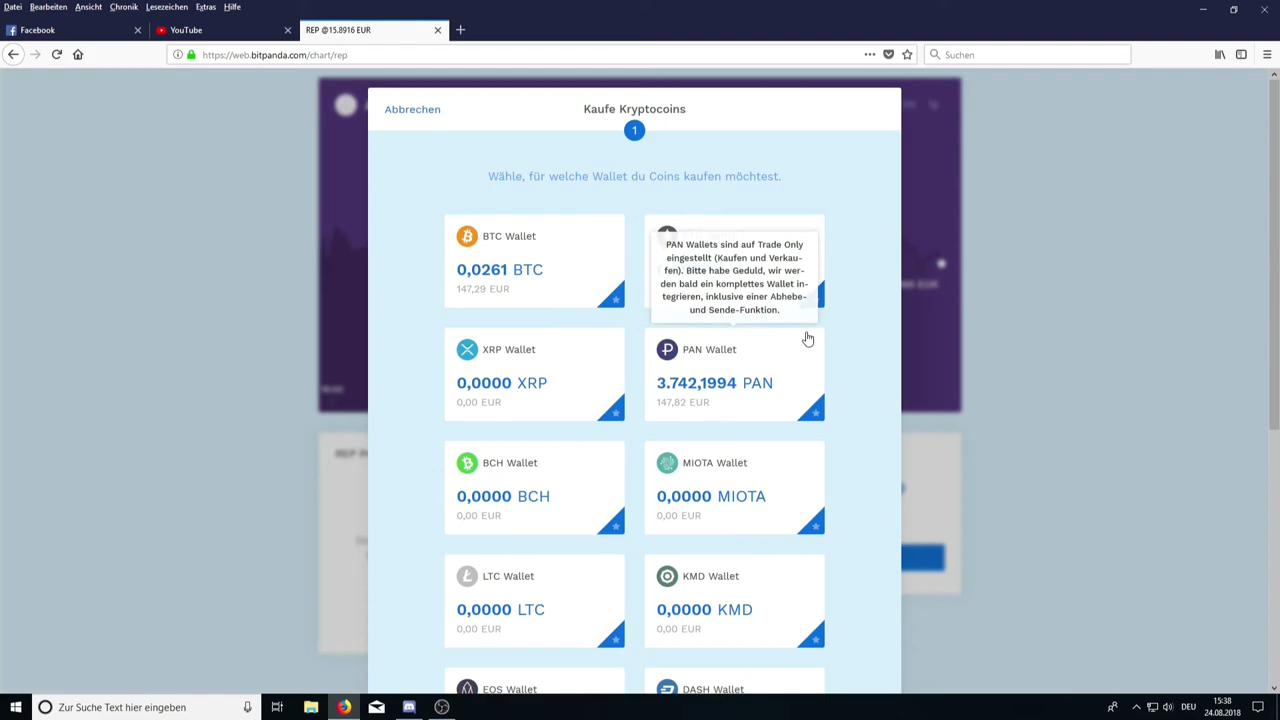 Datei Bearbeiten Ansicht Chronik Lesezeichen Extras Hilfe
Facebook
YouTube
REP @15.8916 EUR
https://web.bitpanda.com/chart/rep
Suchen
Abbrechen
Kaufe Kryptocoins
1
Wähle, für welche Wallet du Coins kaufen möchtest.
BTC Wallet
0,0261 BTC
147,29 EUR
PAN Wallets sind auf Trade Only
eingestellt (Kaufen und Verkau-
fen). Bitte habe Geduld, wir wer-
den bald ein komplettes Wallet in-
tegrieren, inklusive einer Abhebe-
und Sende-Funktion.
XRP Wallet
0,0000 XRP
0,00 EUR
PAN Wallet
3.742,1994 PAN
147,82 EUR
BCH Wallet
0,0000 BCH
0,00 EUR
MIOTA Wallet
0,0000 MIOTA
0,00 EUR
LTC Wallet
0,0000 LTC
0,00 EUR
KMD Wallet
0,0000 KMD
0,00 EUR
EOS Wallet
DASH Wallet
Zur Suche Text hier eingeben
DEU
15:38
24.08.2018